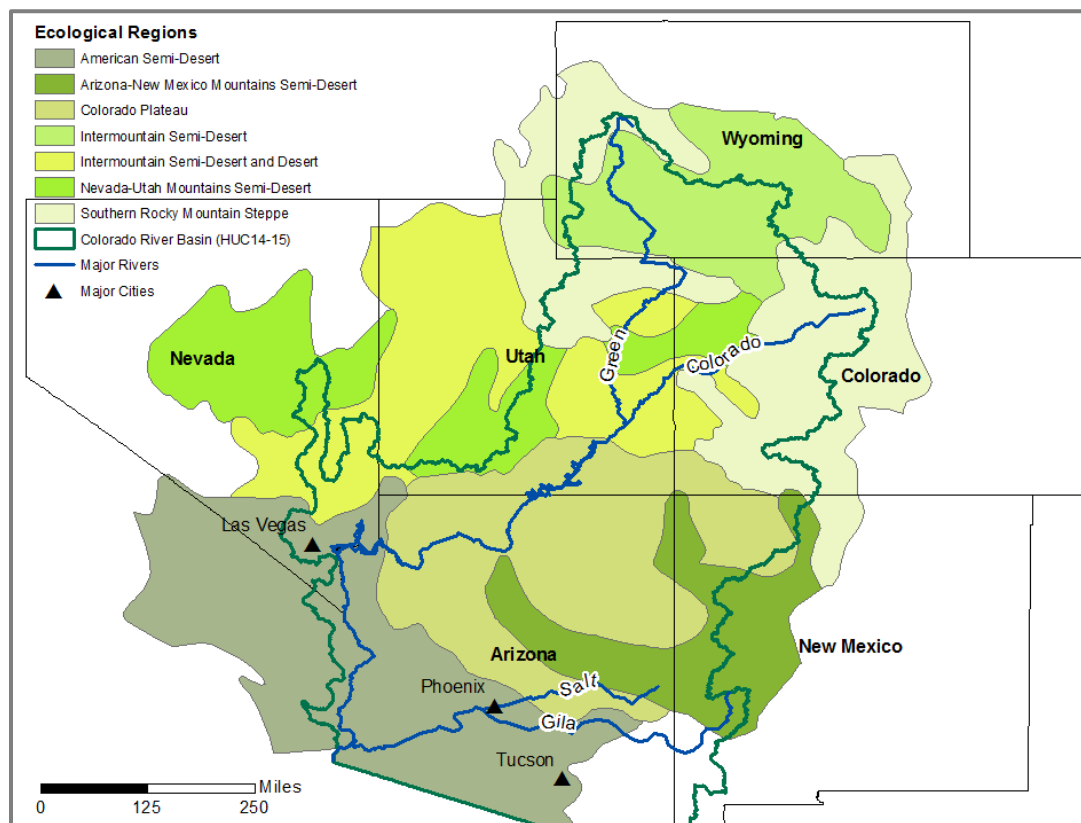 Ecological Regions
American Semi-Desert
Arizona-New Mexico Mountains Semi-Desert
Colorado Plateau
Intermountain Semi-Desert
Intermountain Semi-Desert and Desert
Nevada-Utah Mountains Semi-Desert
Southern Rocky Mountain Steppe
Colorado River Basin (HUC14-15)
Major Rivers
Major Cities
Wyoming
Nevada
Utah
Green
Colorado
Colorado
Las Vegas
Arizona
New Mexico
Phoenix
Salt
Gila
Tucson
Miles
0 125 250